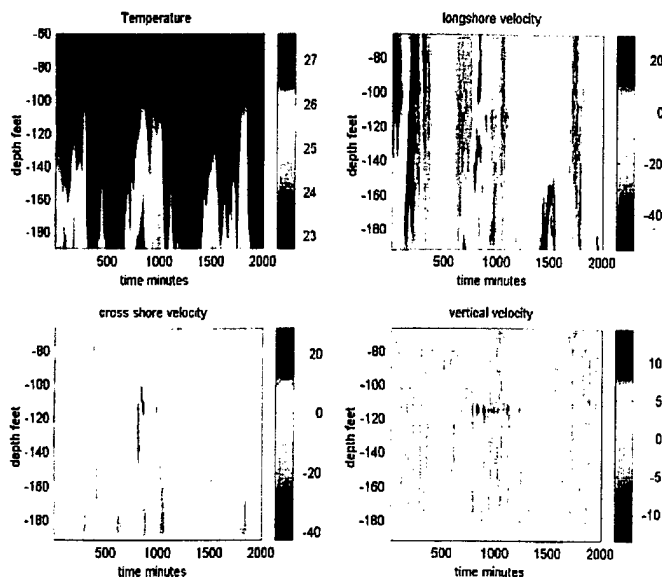 Temperature
-60
-80
-100
-120
-140
-160
-180
depth feet
500 1000 1500 2000
time minutes
27
26
25
24
23
longshore velocity
-80
-100
-120
-140
-160
-180
depth feet
500 1000 1500 2000
time minutes
20
0
-20
-40
cross shore velocity
-80
-100
-120
-140
-160
-180
depth feet
500 1000 1500 2000
time minutes
20
0
-20
-40
vertical velocity
-80
-100
-120
-140
-160
-180
depth feet
500 1000 1500 2000
time minutes
10
5
0
-5
-10